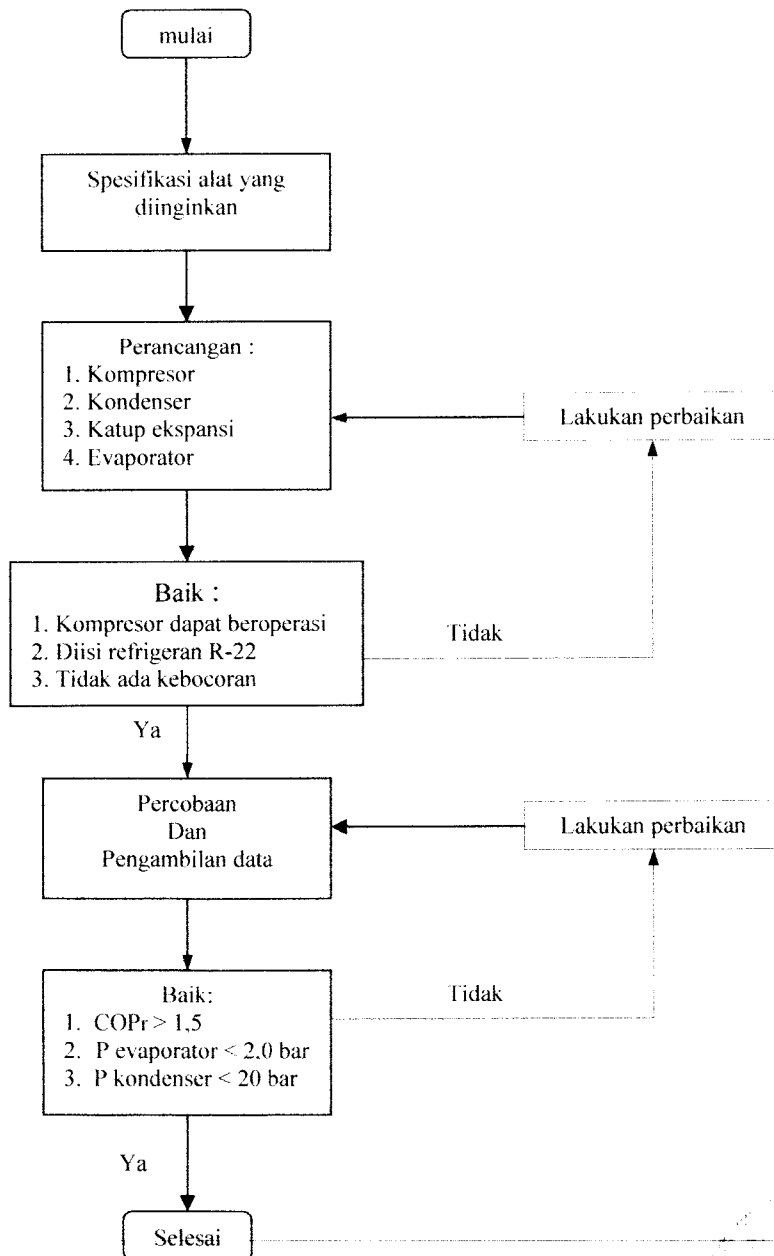 mulai
Spesifikasi alat yang
diinginkan
Perancangan :
1. Kompresor
2. Kondenser
3. Katup ekspansi
4. Evaporator
Lakukan perbaikan
Baik :
1. Kompresor dapat beroperasi
2. Diisi refrigeran R-22
3. Tidak ada kebocoran
Tidak
Ya
Percobaan
Dan
Pengambilan data
Lakukan perbaikan
Baik:
1. COPr > 1,5
2. P evaporator < 2,0 bar
3. P kondenser < 20 bar
Tidak
Ya
Selesai